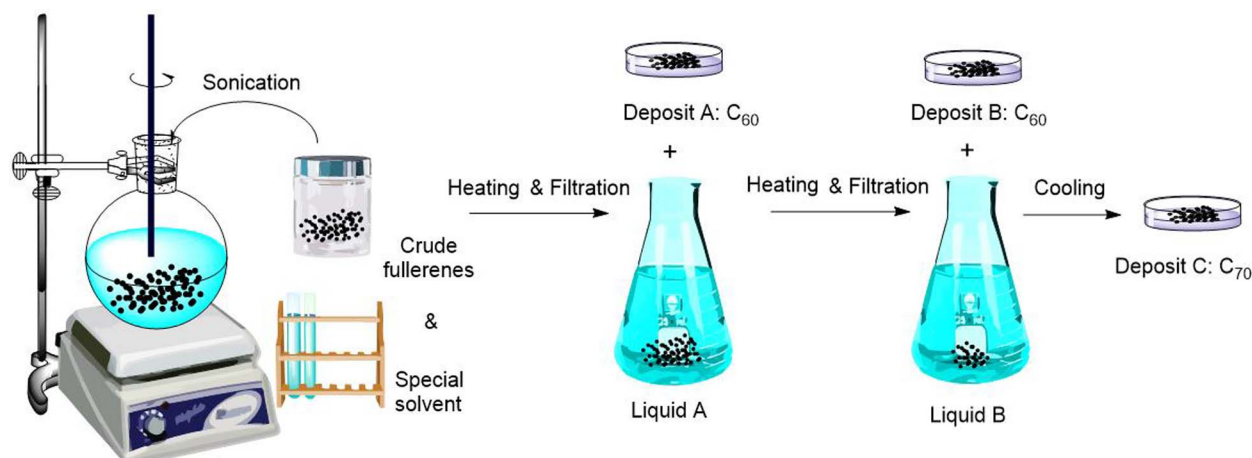 Sonication
Crude
fullerenes
&
Special
solvent
Heating & Filtration
Deposit A: C₆₀
+
Liquid A
Heating & Filtration
Deposit B: C₆₀
+
Liquid B
Cooling
Deposit C: C₇₀